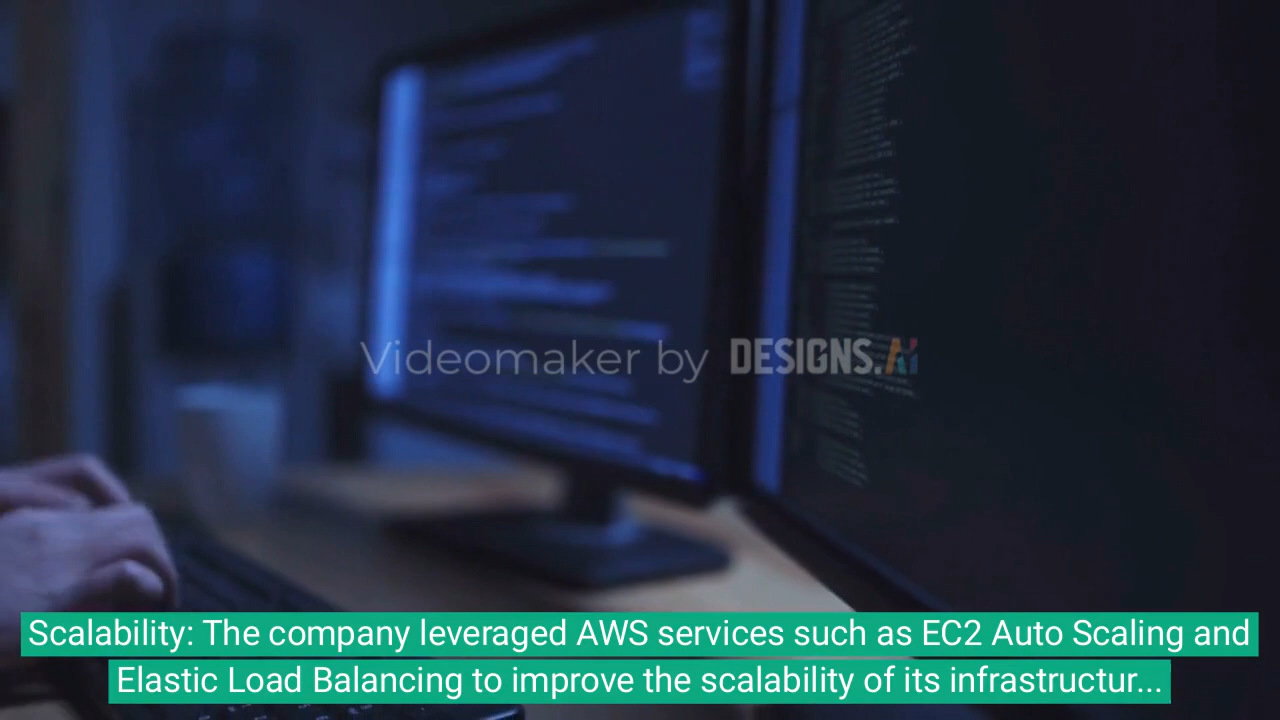 Videomaker by DESIGNS.AI
Scalability: The company leveraged AWS services such as EC2 Auto Scaling and
Elastic Load Balancing to improve the scalability of its infrastructur...